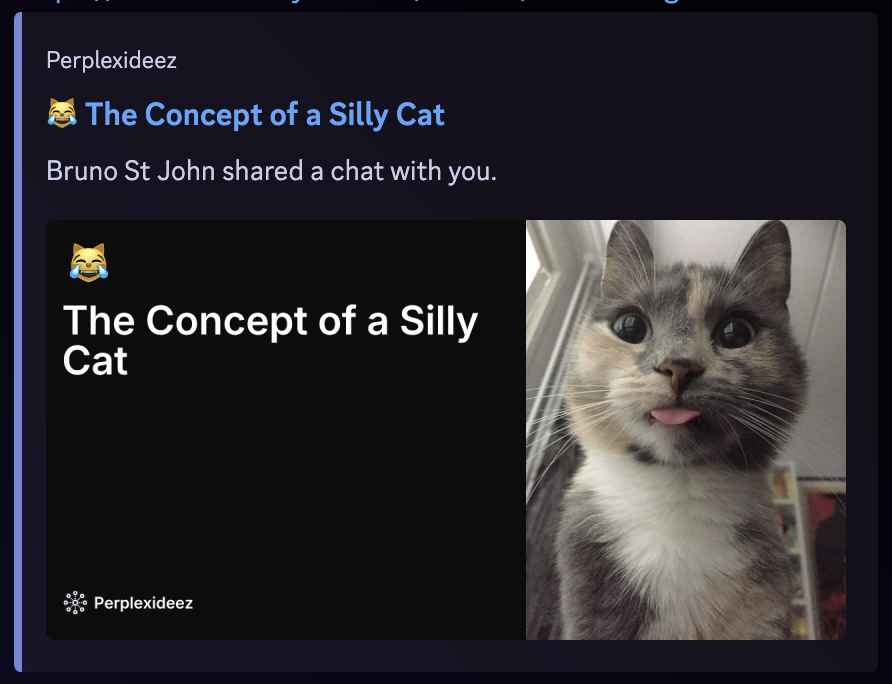 Perplexideez
😹 The Concept of a Silly Cat
Bruno St John shared a chat with you.
😹
The Concept of a Silly
Cat
Perplexideez